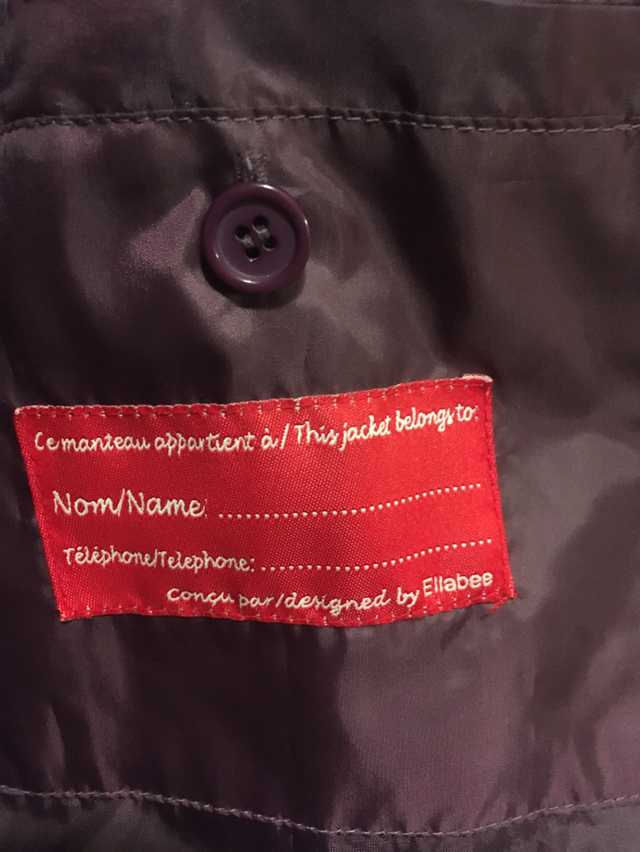 Ce manteau appartient à / This jacket belongs to:
Nom/Name: ..............................
Téléphone/Telephone: ..............................
Conçu par/designed by Ellabee